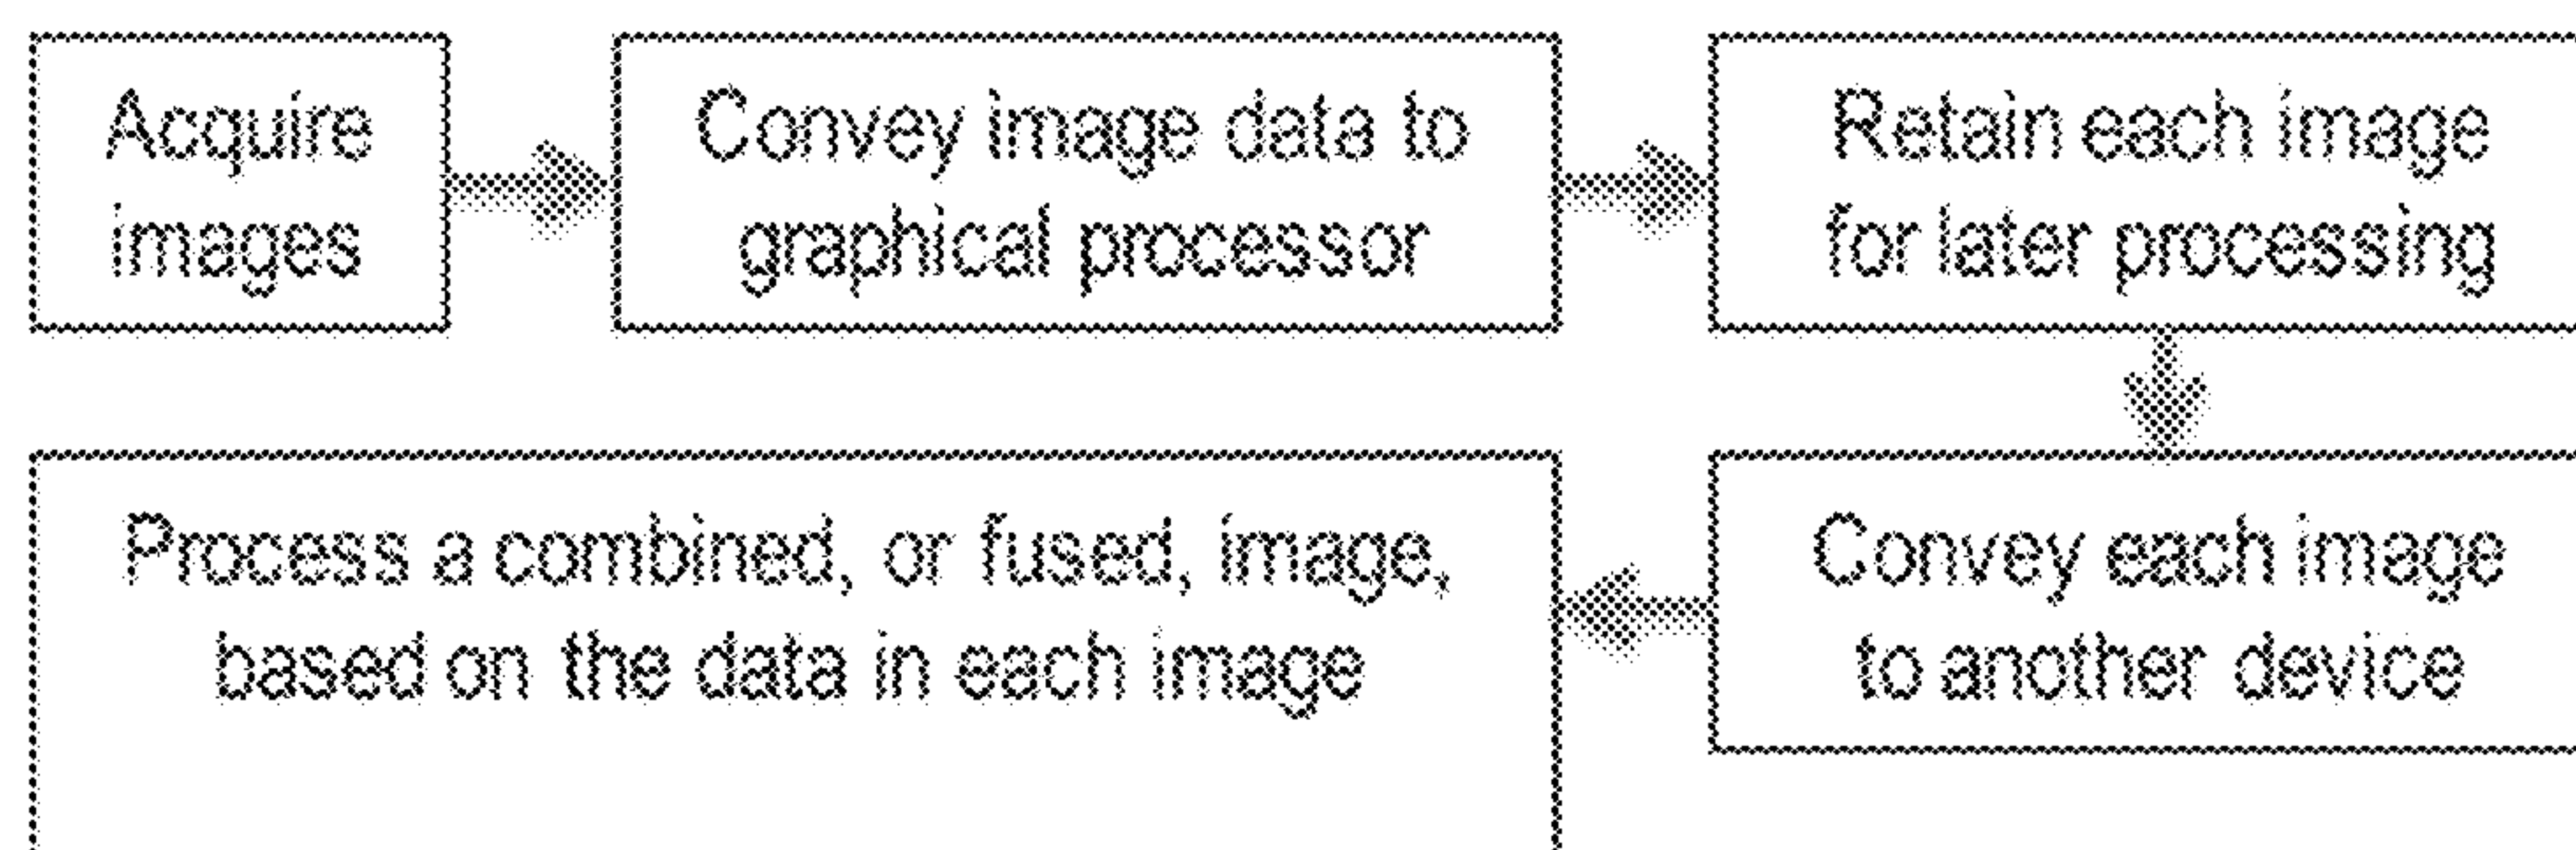 Acquire
images
Convey image data to
graphical processor
Retain each image
for later processing
Convey each image
to another device
Process a combined, or fused, image,
based on the data in each image